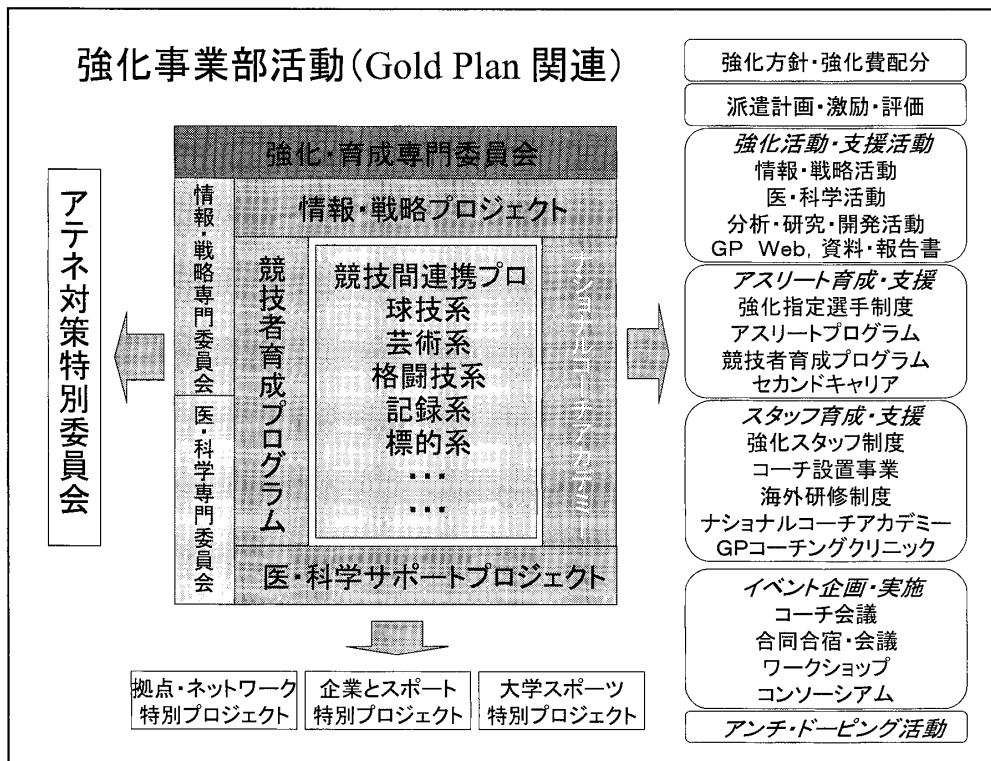 強化事業部活動(Gold Plan 関連)
アテネ対策特別委員会
強化・育成専門委員会
情報・戦略専門委員会
医・科学専門委員会
情報・戦略プロジェクト
競技者育成プログラム
競技間連携プロ
球技系
芸術系
格闘技系
記録系
標的系
…
…
ナショナルコーチアカデミー
医・科学サポートプロジェクト
拠点・ネットワーク
特別プロジェクト
企業とスポート
特別プロジェクト
大学スポーツ
特別プロジェクト
強化方針・強化費配分
派遣計画・激励・評価
強化活動・支援活動
情報・戦略活動
医・科学活動
分析・研究・開発活動
GP Web, 資料・報告書
アスリート育成・支援
強化指定選手制度
アスリートプログラム
競技者育成プログラム
セカンドキャリア
スタッフ育成・支援
強化スタッフ制度
コーチ設置事業
海外研修制度
ナショナルコーチアカデミー
GPコーチングクリニック
イベント企画・実施
コーチ会議
合同合宿・会議
ワークショップ
コンソーシアム
アンチ・ドーピング活動